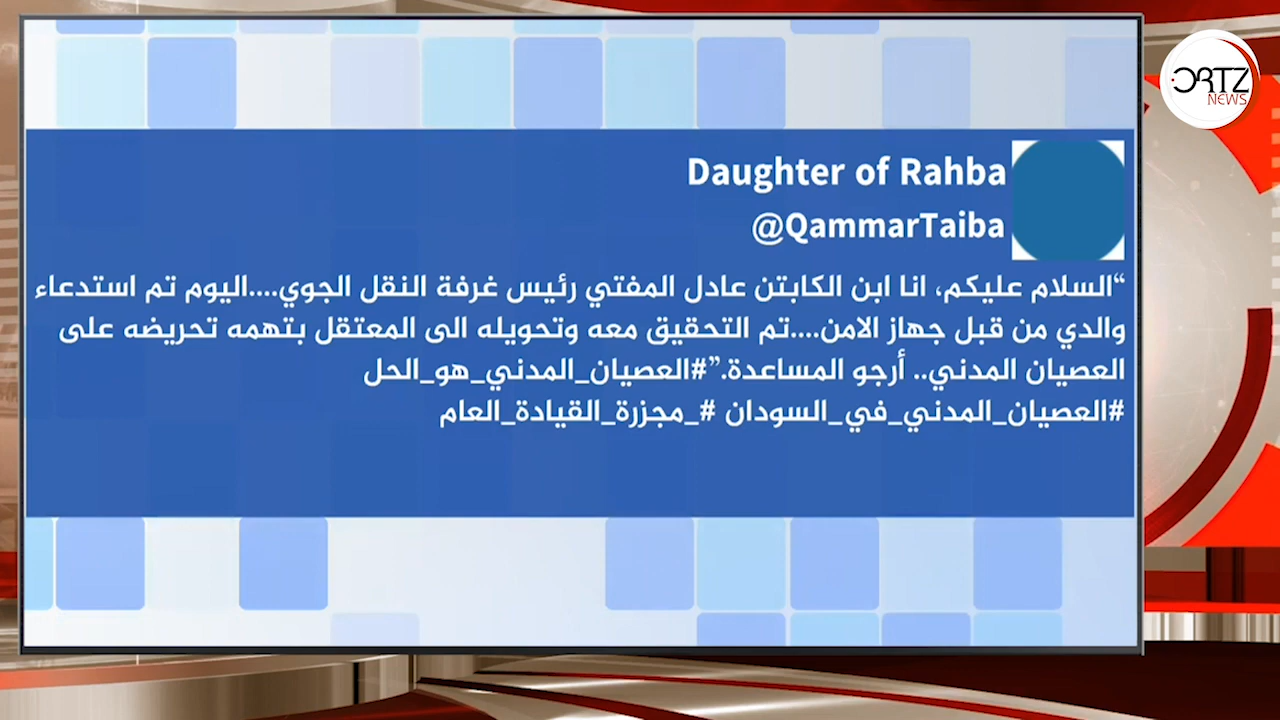 ORTZ
NEWS
Daughter of Rahba
@QammarTaiba
“السلام عليكم، انا ابن الكابتن عادل المفتي رئيس غرفة النقل الجوي....اليوم تم استدعاء
والدي من قبل جهاز الامن....تم التحقيق معه وتحويله الى المعتقل بتهمه تحريضه على
العصيان المدني.. أرجو المساعدة.”#العصيان_المدني_هو_الحل
#العصيان_المدني_في_السودان #_مجزرة_القيادة_العام